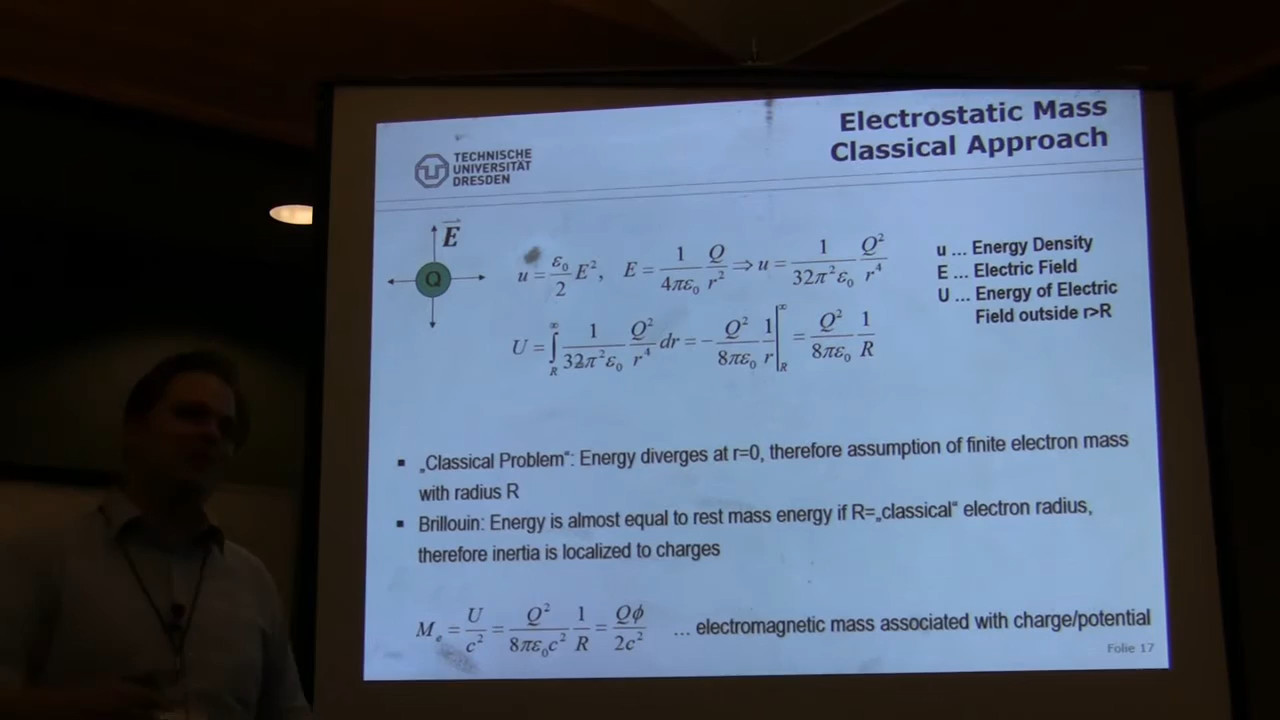 Electrostatic Mass
Classical Approach
TECHNISCHE
UNIVERSITÄT
DRESDEN
E
Q
u = ε₀/2 E², E = 1/4πε₀ Q/r² ⇒ u = 1/32π²ε₀ Q²/r⁴
u ... Energy Density
E ... Electric Field
U ... Energy of Electric
Field outside r>R
U = ∫_R^∞ 1/32π²ε₀ Q²/r⁴ dr = − Q²/8πε₀ 1/r |_R^∞ = Q²/8πε₀ 1/R
▪ „Classical Problem“: Energy diverges at r=0, therefore assumption of finite electron mass
with radius R
▪ Brillouin: Energy is almost equal to rest mass energy if R=„classical“ electron radius,
therefore inertia is localized to charges
Mₑ = U/c² = Q²/8πε₀c² 1/R = Qϕ/2c² ... electromagnetic mass associated with charge/potential
Folie 17